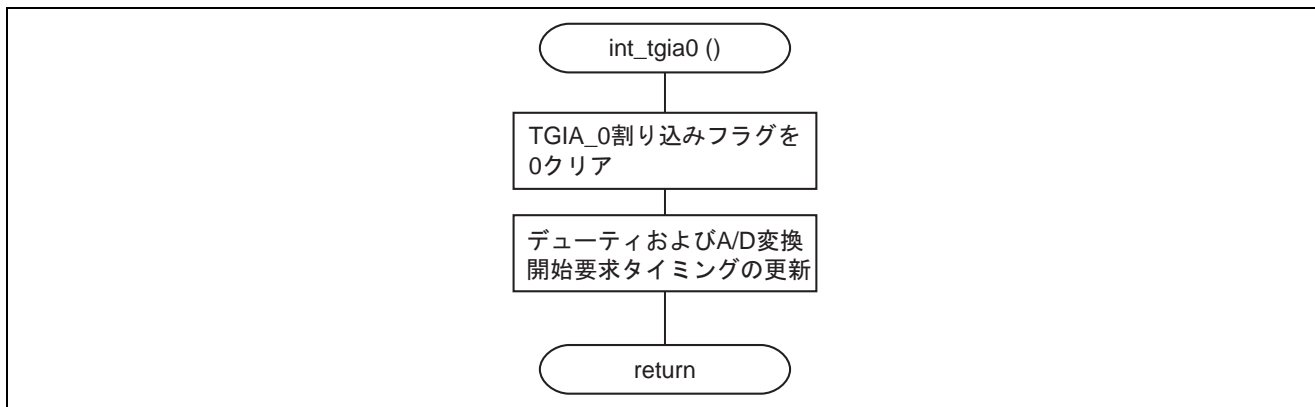 int_tgia0 ()
TGIA_0割り込みフラグを
0クリア
デューティおよびA/D変換
開始要求タイミングの更新
return